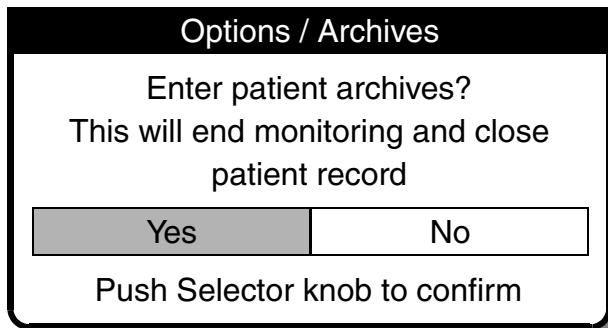 Options / Archives
Enter patient archives?
This will end monitoring and close
patient record
Yes No
Push Selector knob to confirm